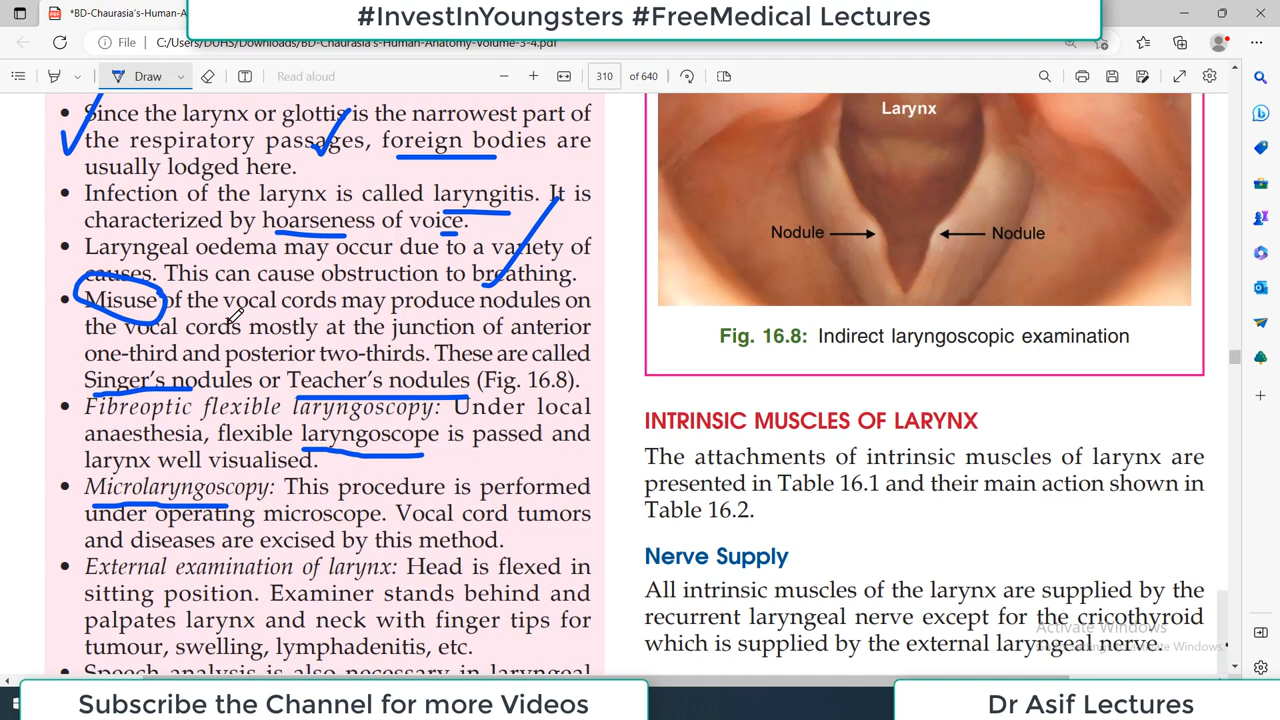 #InvestInYoungsters #FreeMedical Lectures
*BD-Chaurasia's-Human-A
File
C:/Users/DUHS/Downloads/BD-Chaurasia's-Human-Anatomy-Volume-3-4.pdf
Draw
Read aloud
310 of 640
Since the larynx or glottis is the narrowest part of
the respiratory passages, foreign bodies are
usually lodged here.
• Infection of the larynx is called laryngitis. It is
characterized by hoarseness of voice.
• Laryngeal oedema may occur due to a variety of
causes. This can cause obstruction to breathing.
• Misuse of the vocal cords may produce nodules on
the vocal cords mostly at the junction of anterior
one-third and posterior two-thirds. These are called
Singer's nodules or Teacher's nodules (Fig. 16.8).
• Fibreoptic flexible laryngoscopy: Under local
anaesthesia, flexible laryngoscope is passed and
larynx well visualised.
• Microlaryngoscopy: This procedure is performed
under operating microscope. Vocal cord tumors
and diseases are excised by this method.
• External examination of larynx: Head is flexed in
sitting position. Examiner stands behind and
palpates larynx and neck with finger tips for
tumour, swelling, lymphadenitis, etc.
• Speech analysis is also necessary in laryngeal
Larynx
Nodule
Nodule
Fig. 16.8: Indirect laryngoscopic examination
INTRINSIC MUSCLES OF LARYNX
The attachments of intrinsic muscles of larynx are
presented in Table 16.1 and their main action shown in
Table 16.2.
Nerve Supply
All intrinsic muscles of the larynx are supplied by the
recurrent laryngeal nerve except for the cricothyroid
which is supplied by the external laryngeal nerve.
Activate Windows
Subscribe the Channel for more Videos
Dr Asif Lectures